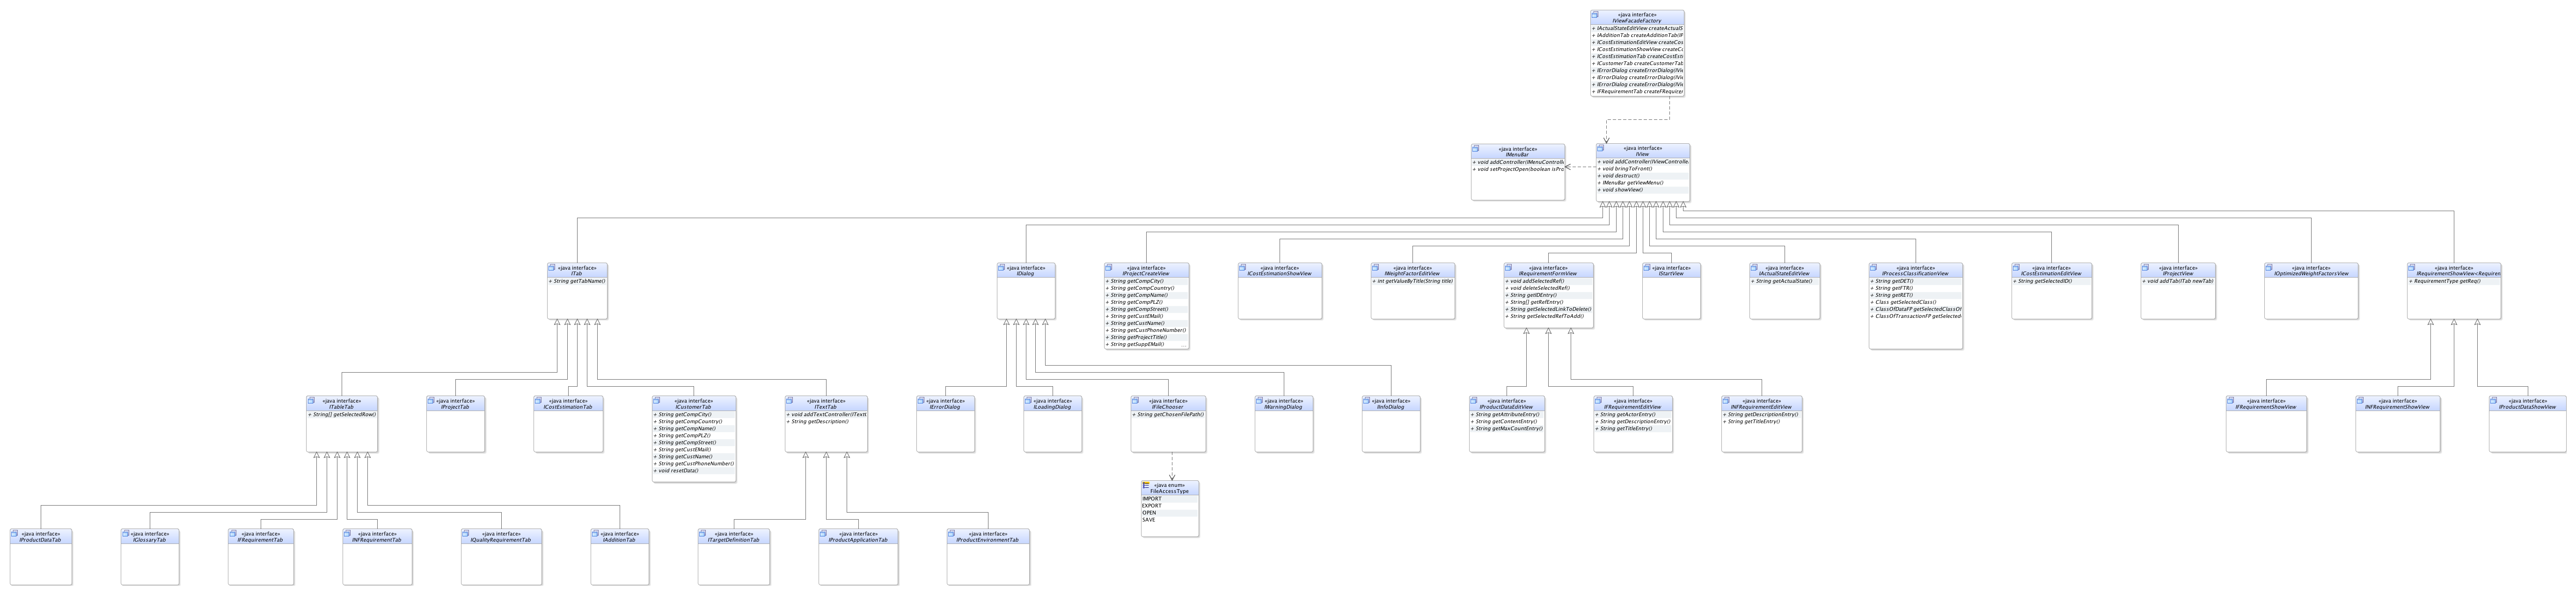 «java interface»
IViewFacadeFactory
+ IActualStateEditView createActualS
+ IAdditionTab createAdditionTab(IF
+ ICostEstimationEditView createCos
+ ICostEstimationShowView createCo
+ ICostEstimationTab createCostEsti
+ ICustomerTab createCustomerTab
+ IErrorDialog createErrorDialog(IVie
+ IErrorDialog createErrorDialog(IVie
+ IErrorDialog createErrorDialog(IVie
+ IFRequirementTab createFRequire
«java interface»
IMenuBar
+ void addController(IMenuControlle
+ void setProjectOpen(boolean isPro
«java interface»
IView
+ void addController(IViewController
+ void bringToFront()
+ void destruct()
+ IMenuBar getViewMenu()
+ void showView()
«java interface»
ITab
+ String getTabName()
«java interface»
IDialog
«java interface»
IProjectCreateView
+ String getCompCity()
+ String getCompCountry()
+ String getCompName()
+ String getCompPLZ()
+ String getCompStreet()
+ String getCustEMail()
+ String getCustName()
+ String getCustPhoneNumber()
+ String getProjectTitle()
+ String getSuppEMail()
...
«java interface»
ICostEstimationShowView
«java interface»
IWeightFactorEditView
+ int getValueByTitle(String title)
«java interface»
IRequirementFormView
+ void addSelectedRef()
+ void deleteSelectedRef()
+ String getIDEntry()
+ String[] getRefEntry()
+ String getSelectedLinkToDelete()
+ String getSelectedRefToAdd()
«java interface»
IStartView
«java interface»
IActualStateEditView
+ String getActualState()
«java interface»
IProcessClassificationView
+ String getDET()
+ String getFTR()
+ String getRET()
+ Class getSelectedClass()
+ ClassOfDataFP getSelectedClassOf
+ ClassOfTransactionFP getSelected
«java interface»
ICostEstimationEditView
+ String getSelectedID()
«java interface»
IProjectView
+ void addTab(ITab newTab)
«java interface»
IOptimizedWeightFactorsView
«java interface»
IRequirementShowView<Requiren
+ RequirementType getReq()
«java interface»
ITableTab
+ String[] getSelectedRow()
«java interface»
IProjectTab
«java interface»
ICostEstimationTab
«java interface»
ICustomerTab
+ String getCompCity()
+ String getCompCountry()
+ String getCompName()
+ String getCompPLZ()
+ String getCompStreet()
+ String getCustEMail()
+ String getCustName()
+ String getCustPhoneNumber()
+ void resetData()
«java interface»
ITextTab
+ void addTextController(IText
+ String getDescription()
«java interface»
IErrorDialog
«java interface»
ILoadingDialog
«java interface»
IFileChooser
+ String getChosenFilePath()
«java interface»
IWarningDialog
«java interface»
IInfoDialog
«java interface»
IProductDataEditView
+ String getAttributeEntry()
+ String getContentEntry()
+ String getMaxCountEntry()
«java interface»
IFRequirementEditView
+ String getActorEntry()
+ String getDescriptionEntry()
+ String getTitleEntry()
«java interface»
INFRequirementEditView
+ String getDescriptionEntry()
+ String getTitleEntry()
«java interface»
IFRequirementShowView
«java interface»
INFRequirementShowView
«java interface»
IProductDataShowView
«java enum»
FileAccessType
IMPORT
EXPORT
OPEN
SAVE
«java interface»
IProductDataTab
«java interface»
IGlossaryTab
«java interface»
IFRequirementTab
«java interface»
INFRequirementTab
«java interface»
IQualityRequirementTab
«java interface»
IAdditionTab
«java interface»
ITargetDefinitionTab
«java interface»
IProductApplicationTab
«java interface»
IProductEnvironmentTab